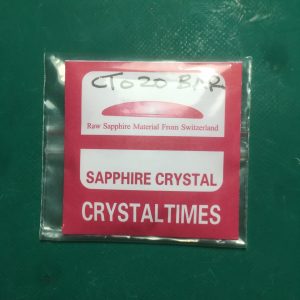 CT020 BAR
Raw Sapphire Material From Switzerland
SAPPHIRE CRYSTAL
CRYSTALTIMES